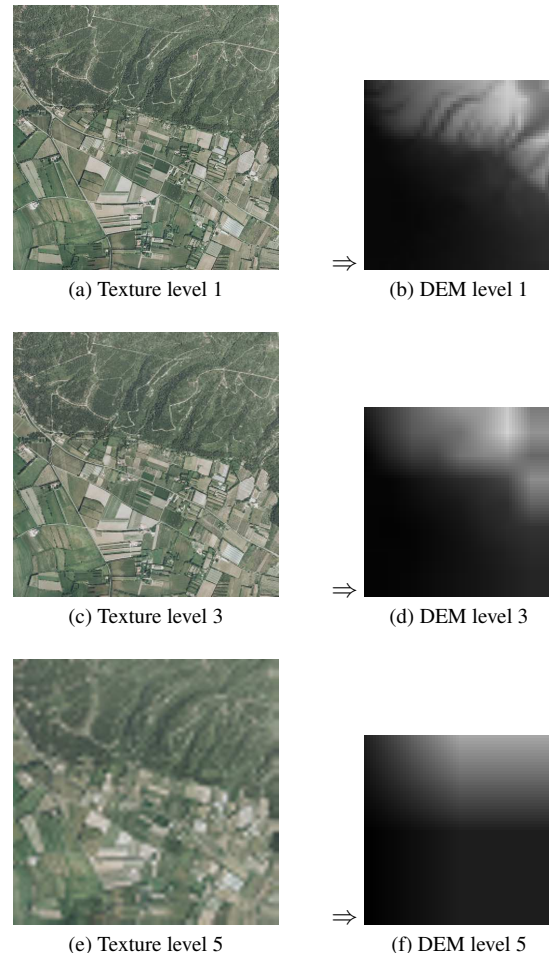 ⇒
(a) Texture level 1 (b) DEM level 1
⇒
(c) Texture level 3 (d) DEM level 3
⇒
(e) Texture level 5 (f) DEM level 5